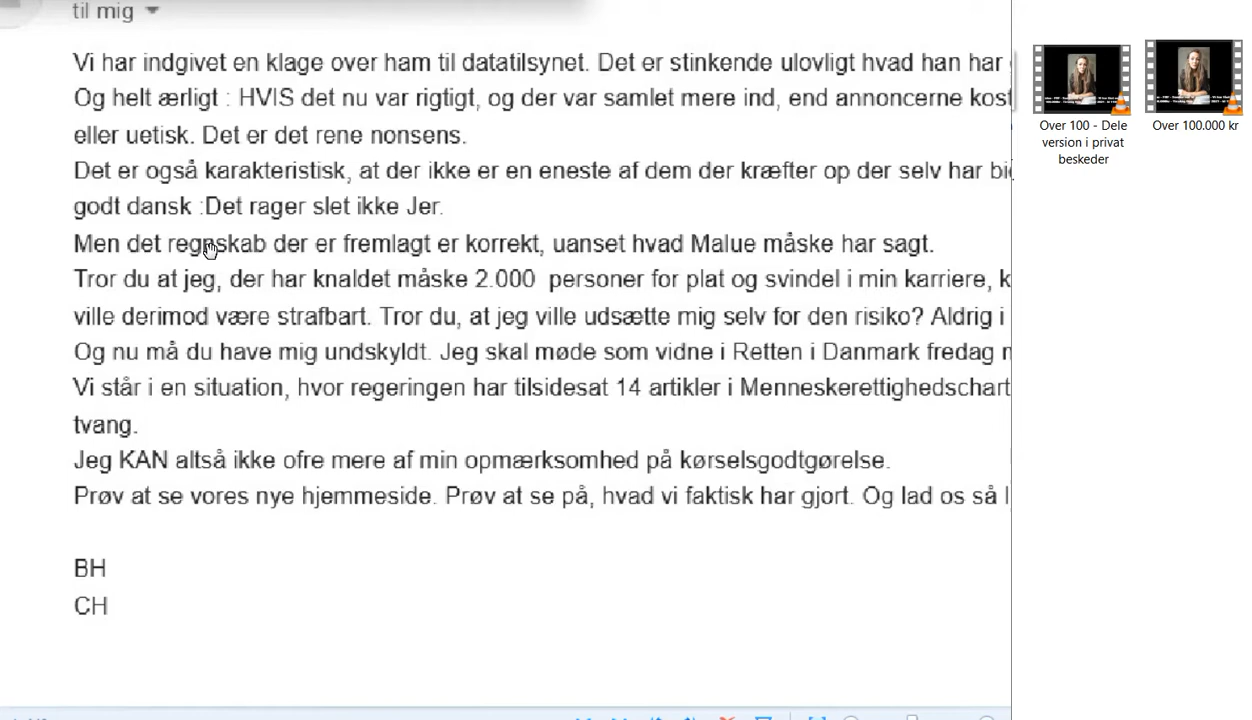 til mig
Vi har indgivet en klage over ham til datatilsynet. Det er stinkende ulovligt hvad han har
Og helt ærligt : HVIS det nu var rigtigt, og der var samlet mere ind, end annoncerne kost
eller uetisk. Det er det rene nonsens.
Det er også karakteristisk, at der ikke er en eneste af dem der kræfter op der selv har bi
godt dansk :Det rager slet ikke Jer.
Men det regnskab der er fremlagt er korrekt, uanset hvad Malue måske har sagt.
Tror du at jeg, der har knaldet måske 2.000 personer for plat og svindel i min karriere, k
ville derimod være strafbart. Tror du, at jeg ville udsætte mig selv for den risiko? Aldrig i
Og nu må du have mig undskyldt. Jeg skal møde som vidne i Retten i Danmark fredag
Vi står i en situation, hvor regeringen har tilsidesat 14 artikler i Menneskerettighedschart
tvang.
Jeg KAN altså ikke ofre mere af min opmærksomhed på kørselsgodtgørelse.
Prøv at se vores nye hjemmeside. Prøv at se på, hvad vi faktisk har gjort. Og lad os så
BH
CH
Over 100 - Dele
version i privat
beskeder
Over 100.000 kr